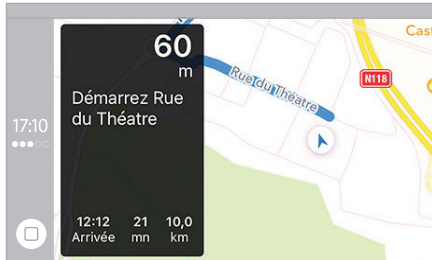 17:10
60
m
Démarrez Rue
du Théatre
12:12 21 10,0
Arrivée mn km
Rue du Théatre
N118
Cast